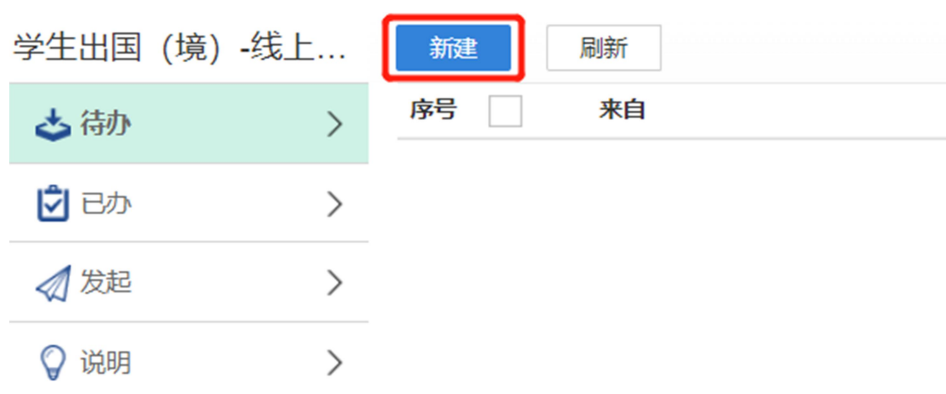 学生出国（境）-线上...
新建 刷新
序号 来自
待办
已办
发起
说明